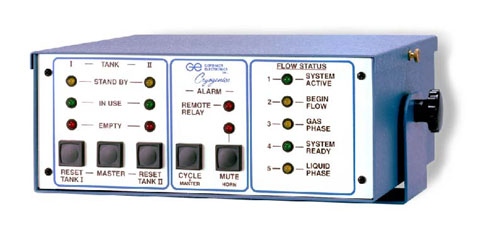 I TANK II
STAND BY
IN USE
EMPTY
RESET TANK I
MASTER
RESET TANK II
Cryogenics
ALARM
REMOTE RELAY
CYCLE MASTER
MUTE HORN
FLOW STATUS
1 SYSTEM ACTIVE
2 BEGIN FLOW
3 GAS PHASE
4 SYSTEM READY
5 LIQUID PHASE